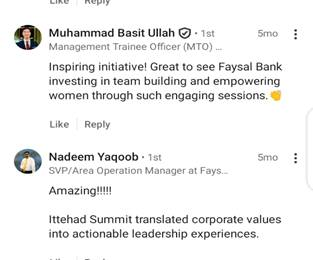 Like Reply
Muhammad Basit Ullah • 1st 5mo
Management Trainee Officer (MTO) ...
Inspiring initiative! Great to see Faysal Bank
investing in team building and empowering
women through such engaging sessions.👏
Like Reply
Nadeem Yaqoob • 1st 5mo
SVP/Area Operation Manager at Fays...
Amazing!!!!!
Ittehad Summit translated corporate values
into actionable leadership experiences.